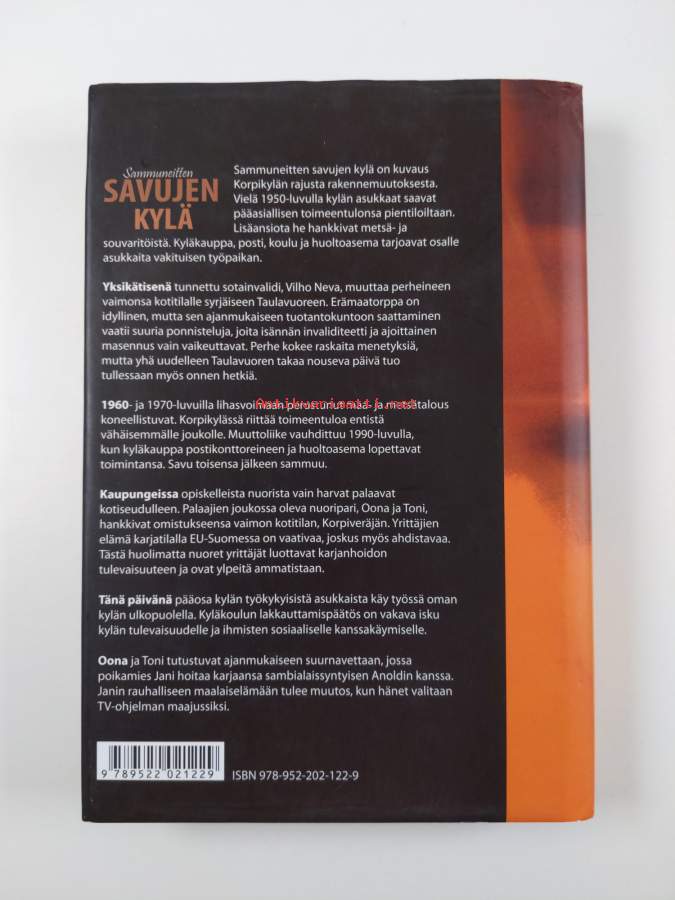 Sammuneitten
SAVUJEN
KYLÄ
Sammuneitten savujen kylä on kuvaus
Korpikylän rajusta rakennemuutoksesta.
Vielä 1950-luvulla kylän asukkaat saavat
pääasiallisen toimeentulonsa pientiloiltaan.
Lisäansiota he hankkivat metsä- ja
souvaritöistä. Kyläkauppa, posti, koulu ja huoltoasema tarjoavat osalle
asukkaita vakituisen työpaikan.
Yksikätisenä tunnettu sotainvalidi, Vilho Neva, muuttaa perheineen
vaimonsa kotitilalle syrjäiseen Taulavuoreen. Erämaatorppa on
idyllinen, mutta sen ajanmukaiseen tuotantokuntoon saattaminen
vaatii suuria ponnisteluja, joita isännän invaliditeetti ja ajoittainen
masennus vain vaikeuttavat. Perhe kokee raskaita menetyksiä,
mutta yhä uudelleen Taulavuoren takaa nouseva päivä tuo
tullessaan myös onnen hetkiä.
Antikvariaatti.net
1960- ja 1970-luvuilla lihasvoimaan perustunut maa- ja metsätalous
koneellistuvat. Korpikylässä riittää toimeentuloa entistä
vähäisemmälle joukolle. Muuttoliike vauhdittuu 1990-luvulla,
kun kyläkauppa postikonttoreineen ja huoltoasema lopettavat
toimintansa. Savu toisensa jälkeen sammuu.
Kaupungeissa opiskelleista nuorista vain harvat palaavat
kotiseudulleen. Palaajien joukossa oleva nuoripari, Oona ja Toni,
hankkivat omistukseensa vaimon kotitilan, Korpiveräjän. Yrittäjien
elämä karjatilalla EU-Suomessa on vaativaa, joskus myös ahdistavaa.
Tästä huolimatta nuoret yrittäjät luottavat karjanhoidon
tulevaisuuteen ja ovat ylpeitä ammatistaan.
Tänä päivänä pääosa kylän työkykyisistä asukkaista käy työssä oman
kylän ulkopuolella. Kyläkoulun lakkauttamispäätös on vakava isku
kylän tulevaisuudelle ja ihmisten sosiaaliselle kanssakäymiselle.
Oona ja Toni tutustuvat ajanmukaiseen suurnavettaan, jossa
poikamies Jani hoitaa karjaansa sambialaissyntyisen Anoldin kanssa.
Janin rauhalliseen maalaiselämään tulee muutos, kun hänet valitaan
TV-ohjelman maajussiksi.
9 789522 021229
ISBN 978-952-202-122-9